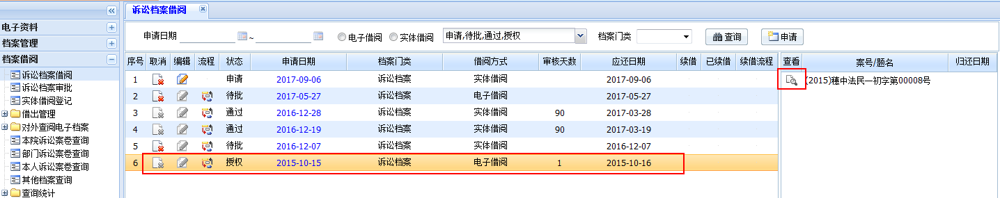 诉讼档案借阅
电子资料
档案管理
档案借阅
诉讼档案借阅
诉讼档案审批
实体借阅登记
借出管理
对外查阅电子档案
本院诉讼案卷查询
部门诉讼案卷查询
本人诉讼案卷查询
其他档案查询
查询统计
申请日期 ~ 电子借阅 实体借阅 申请,待批,通过,授权 档案门类 查询 申请
序号 取消 编辑 流程 状态 申请日期 档案门类 借阅方式 审核天数 应还日期 续借 已续借 续借流程 查看 案号/题名 归还日期
1 申请 2017-09-06 诉讼档案 实体借阅 2017-09-06 (2015)穗中法民一初字第00008号
2 待批 2017-05-27 诉讼档案 电子借阅 2017-05-27
3 通过 2016-12-28 诉讼档案 实体借阅 90 2017-03-28
4 通过 2016-12-19 诉讼档案 实体借阅 90 2017-03-19
5 待批 2016-12-07 诉讼档案 实体借阅 2016-12-07
6 授权 2015-10-15 诉讼档案 电子借阅 1 2015-10-16